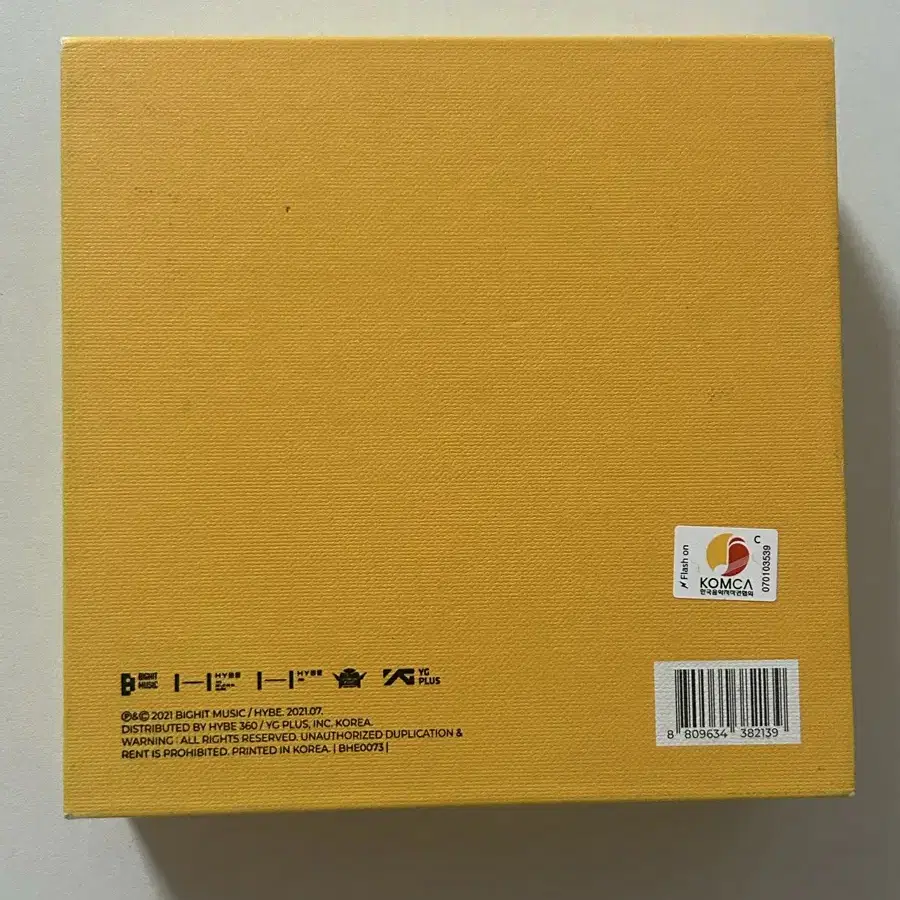 Flash on
C
070103539
KOMCA
한국음악저작권협회
BIGHIT
MUSIC
HYBE
HYBE
YG
PLUS
℗&© 2021 BIGHIT MUSIC / HYBE. 2021.07.
DISTRIBUTED BY HYBE 360 / YG PLUS, INC. KOREA.
WARNING : ALL RIGHTS RESERVED. UNAUTHORIZED DUPLICATION &
RENT IS PROHIBITED. PRINTED IN KOREA. | BHE0073 |
8 809634 382139